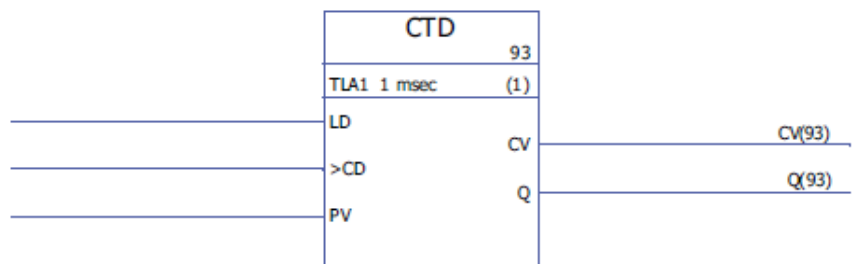 CTD
93
TLA1 1 msec (1)
LD
CV CV(93)
>CD
Q Q(93)
PV